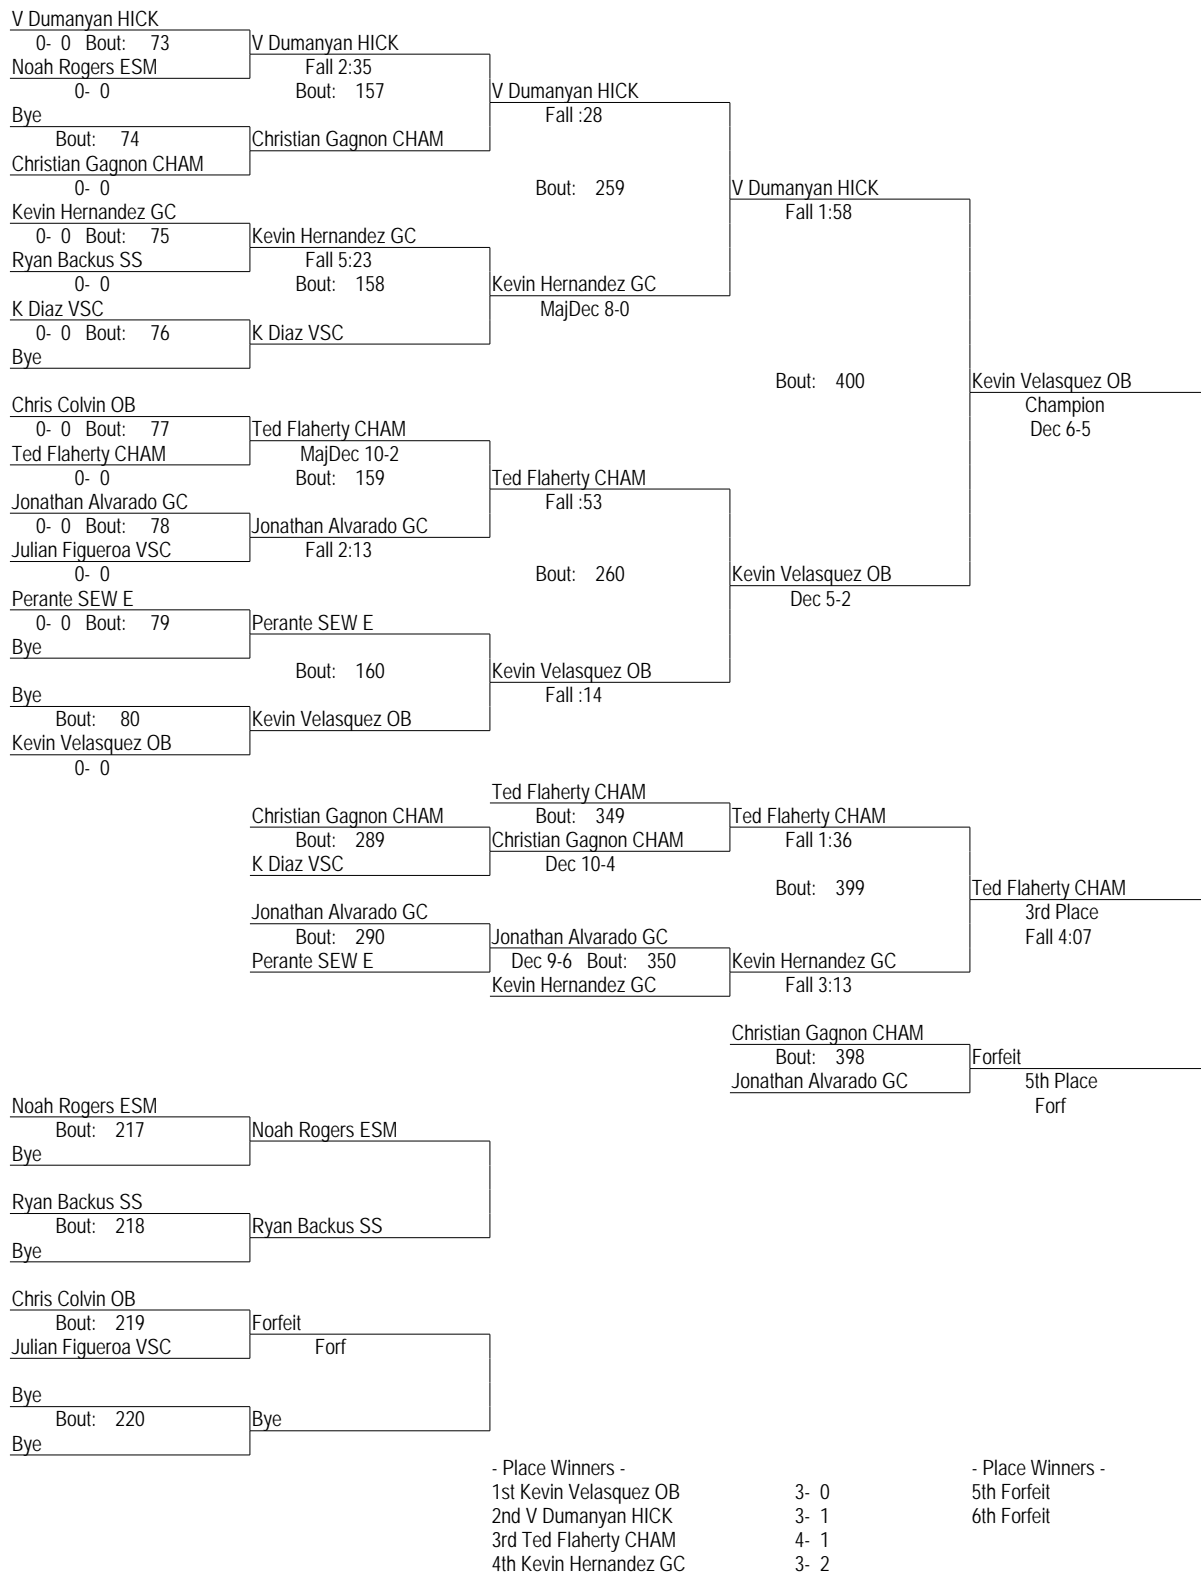 V Dumanyan HICK
0- 0 Bout: 73 V Dumanyan HICK
Noah Rogers ESM Fall 2:35
0- 0 Bout: 157 V Dumanyan HICK
Bye Fall :28
Bout: 74 Christian Gagnon CHAM
Christian Gagnon CHAM
0- 0 Bout: 259 V Dumanyan HICK
Kevin Hernandez GC Fall 1:58
0- 0 Bout: 75 Kevin Hernandez GC
Ryan Backus SS Fall 5:23
0- 0 Bout: 158 Kevin Hernandez GC
K Diaz VSC MajDec 8-0
0- 0 Bout: 76 K Diaz VSC
Bye
Bout: 400 Kevin Velasquez OB
Chris Colvin OB Champion
0- 0 Bout: 77 Ted Flaherty CHAM Dec 6-5
Ted Flaherty CHAM MajDec 10-2
0- 0 Bout: 159 Ted Flaherty CHAM
Jonathan Alvarado GC Fall :53
0- 0 Bout: 78 Jonathan Alvarado GC
Julian Figueroa VSC Fall 2:13
0- 0 Bout: 260 Kevin Velasquez OB
Perante SEW E Dec 5-2
0- 0 Bout: 79 Perante SEW E
Bye
Bout: 160 Kevin Velasquez OB
Bye Fall :14
Bout: 80 Kevin Velasquez OB
Kevin Velasquez OB
0- 0
Ted Flaherty CHAM
Christian Gagnon CHAM Bout: 349 Ted Flaherty CHAM
Bout: 289 Christian Gagnon CHAM Fall 1:36
K Diaz VSC Dec 10-4
Bout: 399 Ted Flaherty CHAM
Jonathan Alvarado GC 3rd Place
Bout: 290 Jonathan Alvarado GC Fall 4:07
Perante SEW E Dec 9-6 Bout: 350 Kevin Hernandez GC
Kevin Hernandez GC Fall 3:13
Christian Gagnon CHAM
Bout: 398 Forfeit
Jonathan Alvarado GC 5th Place
Noah Rogers ESM Forf
Bout: 217 Noah Rogers ESM
Bye
Ryan Backus SS
Bout: 218 Ryan Backus SS
Bye
Chris Colvin OB
Bout: 219 Forfeit
Julian Figueroa VSC Forf
Bye
Bout: 220 Bye
Bye
- Place Winners - - Place Winners -
1st Kevin Velasquez OB 3- 0 5th Forfeit
2nd V Dumanyan HICK 3- 1 6th Forfeit
3rd Ted Flaherty CHAM 4- 1
4th Kevin Hernandez GC 3- 2